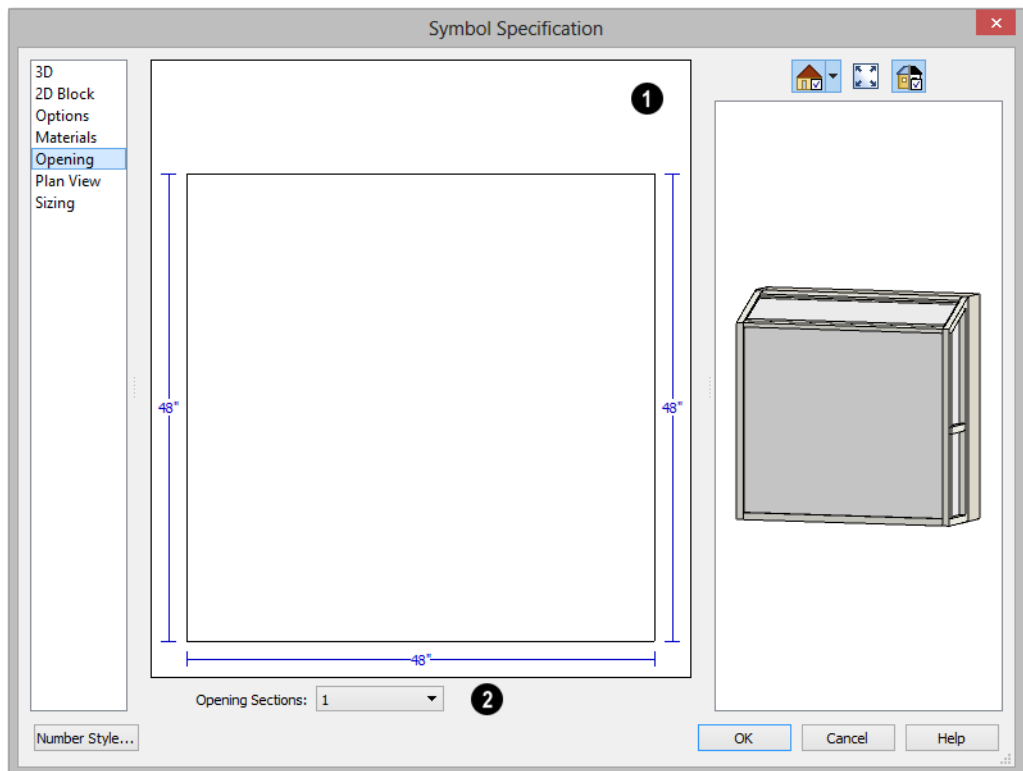 Symbol Specification
3D
2D Block
Options
Materials
Opening
Plan View
Sizing
1
48"
48"
48"
Opening Sections: 1
2
Number Style...
OK
Cancel
Help